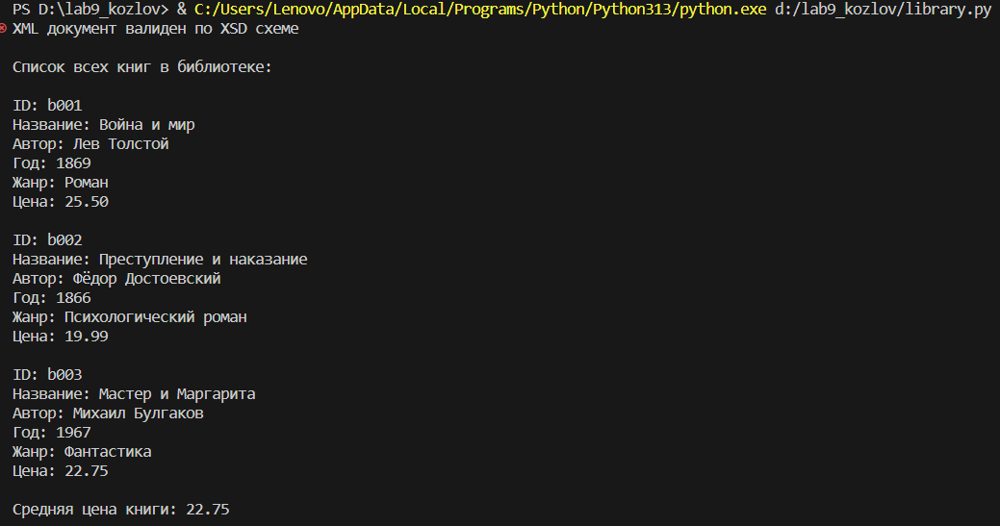 PS D:\lab9_kozlov> & C:/Users/Lenovo/AppData/Local/Programs/Python/Python313/python.exe d:/lab9_kozlov/library.py
XML документ валиден по XSD схеме
Список всех книг в библиотеке:
ID: b001
Название: Война и мир
Автор: Лев Толстой
Год: 1869
Жанр: Роман
Цена: 25.50
ID: b002
Название: Преступление и наказание
Автор: Фёдор Достоевский
Год: 1866
Жанр: Психологический роман
Цена: 19.99
ID: b003
Название: Мастер и Маргарита
Автор: Михаил Булгаков
Год: 1967
Жанр: Фантастика
Цена: 22.75
Средняя цена книги: 22.75